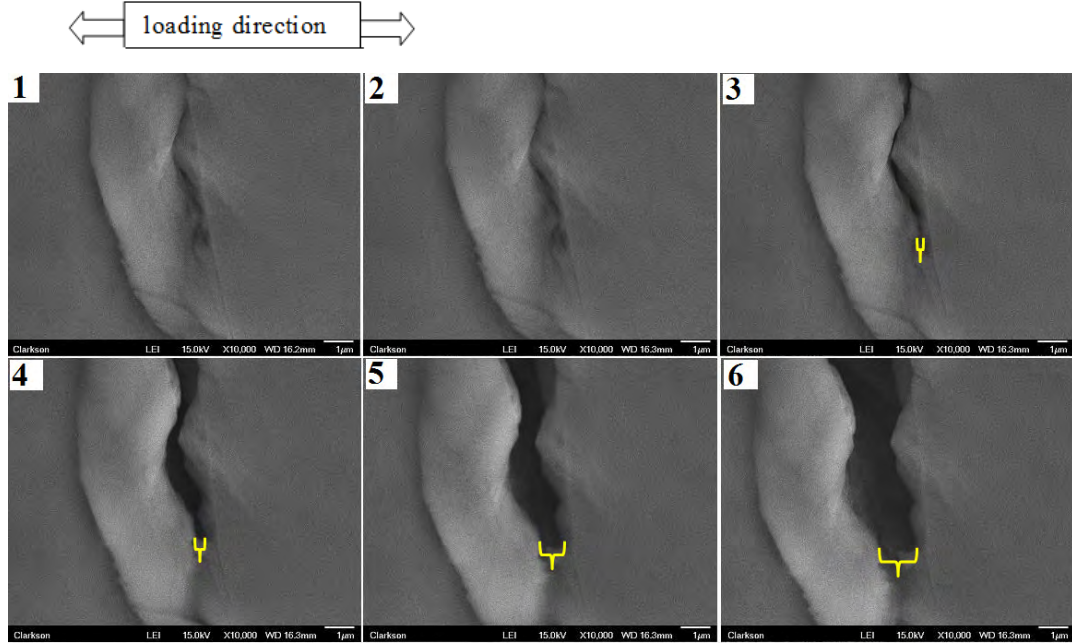 loading direction
1
2
3
Clarkson LEI 15.0kV X10,000 WD 16.2mm 1µm
Clarkson LEI 15.0kV X10,000 WD 16.3mm 1µm
Clarkson LEI 15.0kV X10,000 WD 16.3mm 1µm
4
5
6
Clarkson LEI 15.0kV X10,000 WD 16.3mm 1µm
Clarkson LEI 15.0kV X10,000 WD 16.3mm 1µm
Clarkson LEI 15.0kV X10,000 WD 16.3mm 1µm